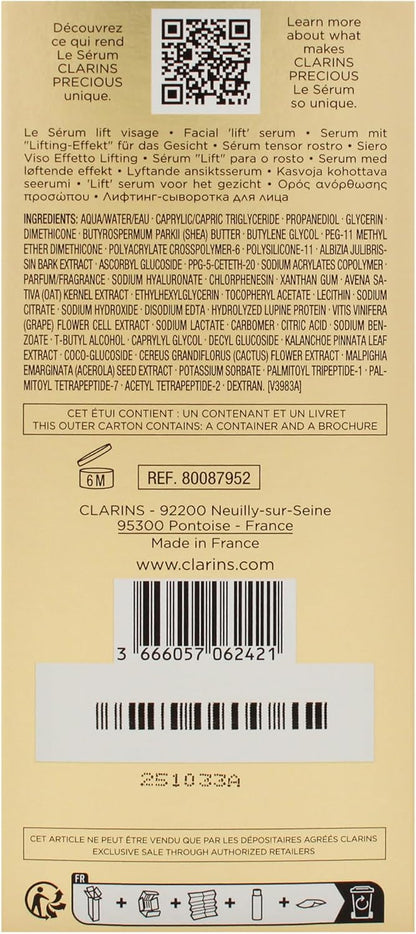 Découvrez
ce qui rend
Le Sérum
CLARINS
PRECIOUS
unique.
Learn more
about what
makes
CLARINS
PRECIOUS
Le Sérum
so unique.
Le Sérum lift visage • Facial 'lift' serum • Serum mit
"Lifting-Effekt" für das Gesicht • Sérum tensor rostro • Siero
Viso Effetto Lifting • Sérum "Lift" para o rosto • Serum med
løftende effekt • Lyftande ansiktsserum • Kasvoja kohottava
seerumi • 'Lift' serum voor het gezicht • Ορός ανόρθωσης
προσώπου • Лифтинг-сыворотка для лица
INGREDIENTS: AQUA/WATER/EAU • CAPRYLIC/CAPRIC TRIGLYCERIDE • PROPANEDIOL • GLYCERIN •
DIMETHICONE • BUTYROSPERMUM PARKII (SHEA) BUTTER • BUTYLENE GLYCOL • PEG-11 METHYL
ETHER DIMETHICONE • POLYACRYLATE CROSSPOLYMER-6 • POLYSILICONE-11 • ALBIZIA JULIBRIS-
SIN BARK EXTRACT • ASCORBYL GLUCOSIDE • PPG-5-CETETH-20 • SODIUM ACRYLATES COPOLYMER •
PARFUM/FRAGRANCE • SODIUM HYALURONATE • CHLORPHENESIN • XANTHAN GUM • AVENA SA-
TIVA (OAT) KERNEL EXTRACT • ETHYLHEXYLGLYCERIN • TOCOPHERYL ACETATE • LECITHIN • SODIUM
CITRATE • SODIUM HYDROXIDE • DISODIUM EDTA • HYDROLYZED LUPINE PROTEIN • VITIS VINIFERA
(GRAPE) FLOWER CELL EXTRACT • SODIUM LACTATE • CARBOMER • CITRIC ACID • SODIUM BEN-
ZOATE • T-BUTYL ALCOHOL • CAPRYLYL GLYCOL • DECYL GLUCOSIDE • KALANCHOE PINNATA LEAF
EXTRACT • COCO-GLUCOSIDE • CEREUS GRANDIFLORUS (CACTUS) FLOWER EXTRACT • MALPIGHIA
EMARGINATA (ACEROLA) SEED EXTRACT • POTASSIUM SORBATE • PALMITOYL TRIPEPTIDE-1 • PAL-
MITOYL TETRAPEPTIDE-7 • ACETYL TETRAPEPTIDE-2 • DEXTRAN. [V3983A]
CET ÉTUI CONTIENT : UN CONTENANT ET UN LIVRET
THIS OUTER CARTON CONTAINS: A CONTAINER AND A BROCHURE
6 M
REF. 80087952
CLARINS - 92200 Neuilly-sur-Seine
95300 Pontoise - France
Made in France
www.clarins.com
3 666057 062421
251033A
CET ARTICLE NE PEUT ÊTRE VENDU QUE PAR LES DÉPOSITAIRES AGRÉÉS CLARINS
EXCLUSIVE SALE THROUGH AUTHORIZED RETAILERS
FR
+ + + +